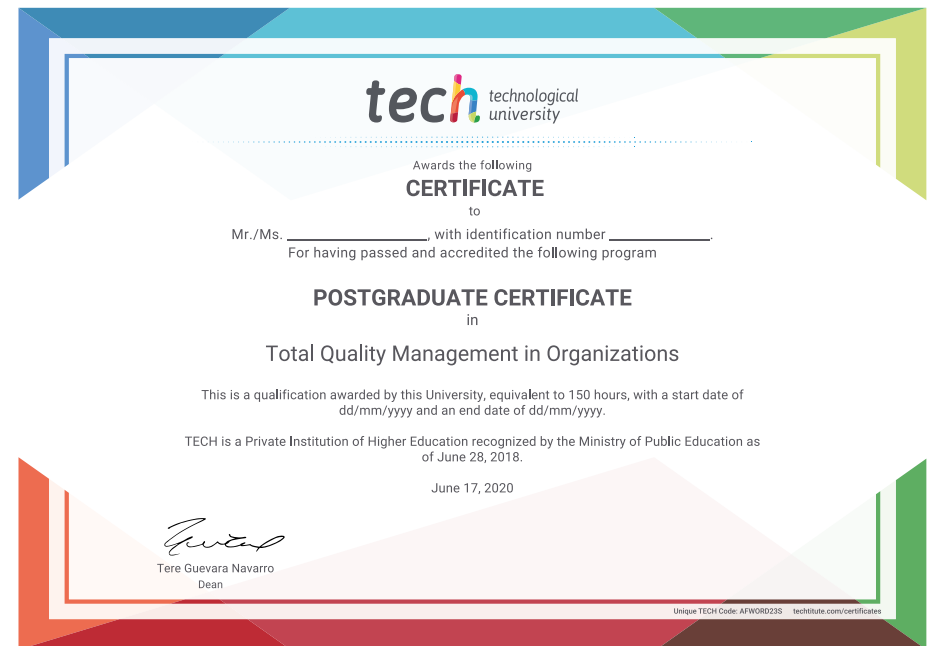 tech technological
university
Awards the following
CERTIFICATE
to
Mr./Ms. ____________________, with identification number ______________.
For having passed and accredited the following program
POSTGRADUATE CERTIFICATE
in
Total Quality Management in Organizations
This is a qualification awarded by this University, equivalent to 150 hours, with a start date of
dd/mm/yyyy and an end date of dd/mm/yyyy.
TECH is a Private Institution of Higher Education recognized by the Ministry of Public Education as
of June 28, 2018.
June 17, 2020
Tere Guevara Navarro
Dean
Unique TECH Code: AFWORD23S techtitute.com/certificates